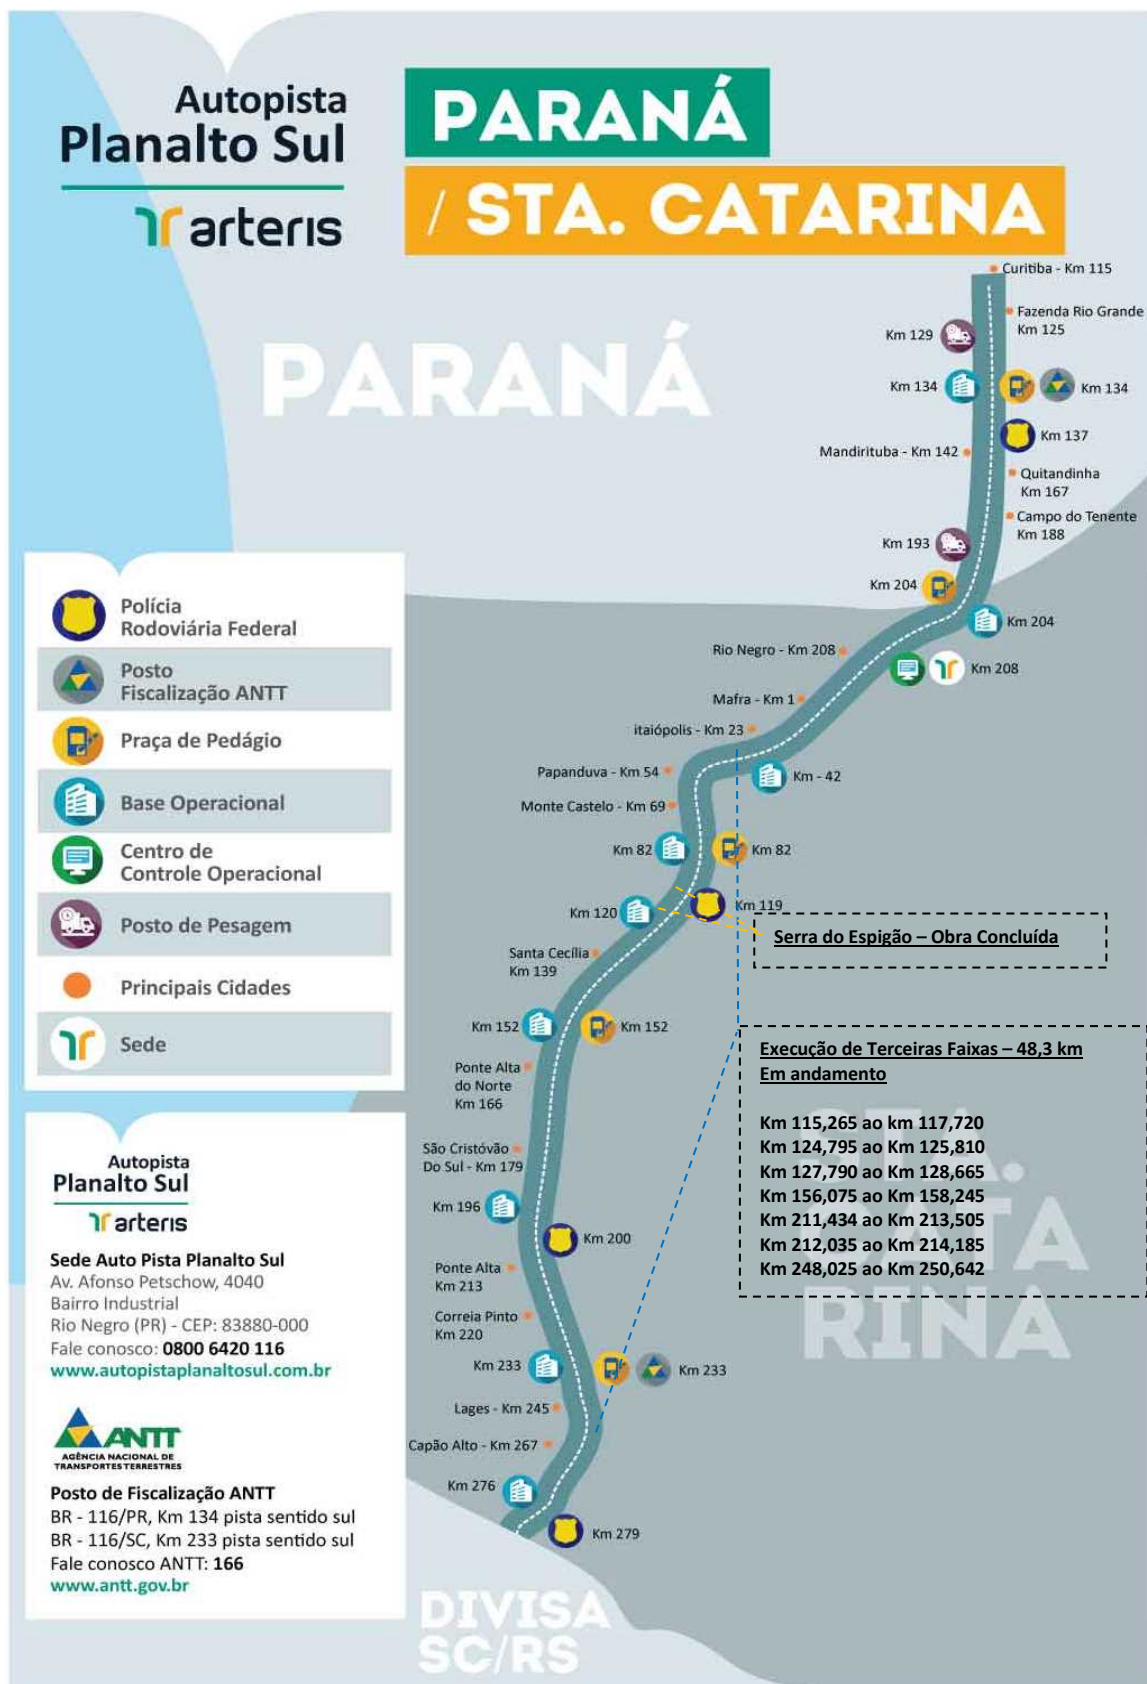 Autopista
Planalto Sul
arteris
PARANÁ
/ STA. CATARINA
PARANÁ
Curitiba - Km 115
Fazenda Rio Grande
Km 125
Km 129
Km 134
Km 134
Km 137
Mandirituba - Km 142
Quitandinha
Km 167
Campo do Tenente
Km 188
Km 193
Km 204
Km 204
Rio Negro - Km 208
Km 208
Mafra - Km 1
itaiópolis - Km 23
Papanduva - Km 54
Km - 42
Monte Castelo - Km 69
Km 82
Km 82
Km 119
Km 120
Serra do Espigão – Obra Concluída
Santa Cecília
Km 139
Km 152
Km 152
Ponte Alta
do Norte
Km 166
São Cristóvão
Do Sul - Km 179
Km 196
Km 200
Ponte Alta
Km 213
Correia Pinto
Km 220
Km 233
Km 233
Lages - Km 245
Capão Alto - Km 267
Km 276
Km 279
Execução de Terceiras Faixas – 48,3 km
Em andamento
Km 115,265 ao km 117,720
Km 124,795 ao Km 125,810
Km 127,790 ao Km 128,665
Km 156,075 ao Km 158,245
Km 211,434 ao Km 213,505
Km 212,035 ao Km 214,185
Km 248,025 ao Km 250,642
STA.
CATA
RINA
DIVISA
SC/RS
Polícia
Rodoviária Federal
Posto
Fiscalização ANTT
Praça de Pedágio
Base Operacional
Centro de
Controle Operacional
Posto de Pesagem
Principais Cidades
Sede
Autopista
Planalto Sul
arteris
Sede Auto Pista Planalto Sul
Av. Afonso Petschow, 4040
Bairro Industrial
Rio Negro (PR) - CEP: 83880-000
Fale conosco: 0800 6420 116
www.autopistaplanaltosul.com.br
ANTT
AGÊNCIA NACIONAL DE
TRANSPORTES TERRESTRES
Posto de Fiscalização ANTT
BR - 116/PR, Km 134 pista sentido sul
BR - 116/SC, Km 233 pista sentido sul
Fale conosco ANTT: 166
www.antt.gov.br